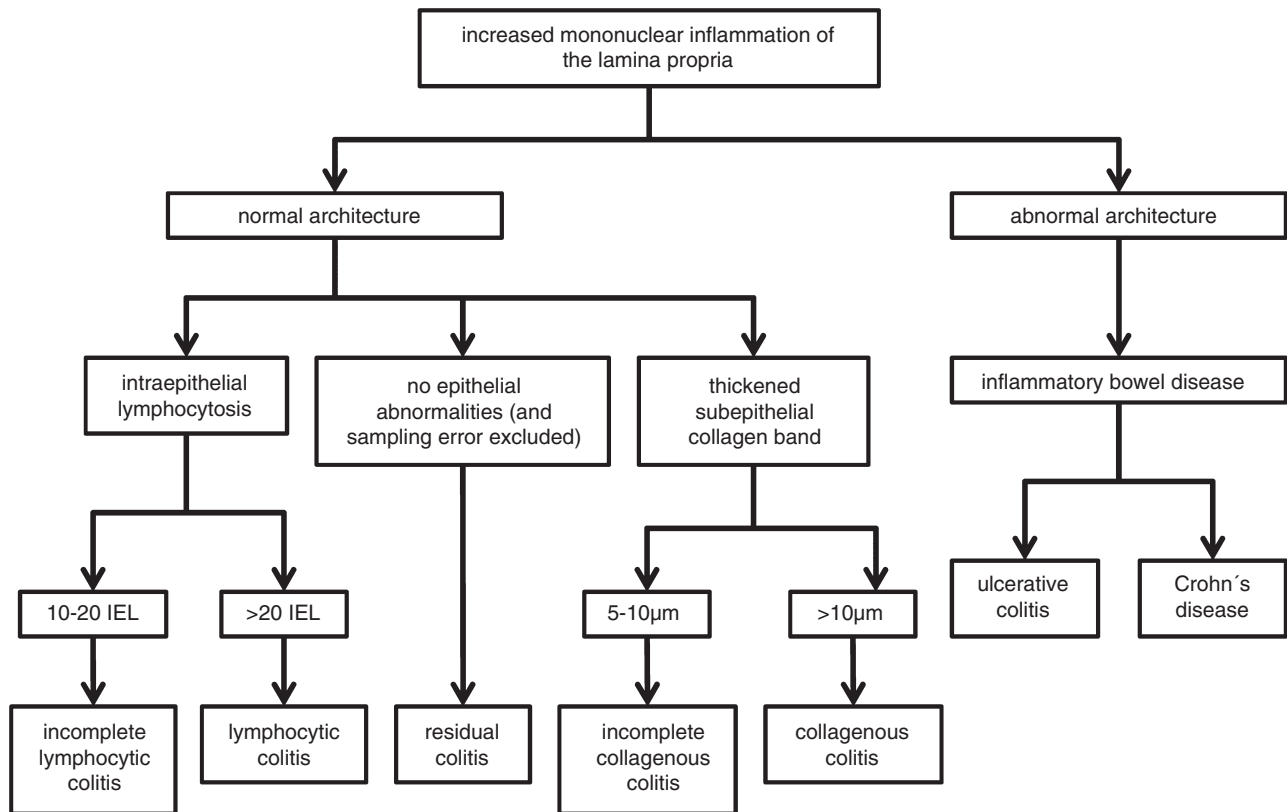 increased mononuclear inflammation of
the lamina propria
normal architecture
abnormal architecture
intraepithelial
lymphocytosis
no epithelial
abnormalities (and
sampling error excluded)
thickened
subepithelial
collagen band
inflammatory bowel disease
10-20 IEL
>20 IEL
5-10µm
>10µm
ulcerative
colitis
Crohn´s
disease
incomplete
lymphocytic
colitis
lymphocytic
colitis
residual
colitis
incomplete
collagenous
colitis
collagenous
colitis